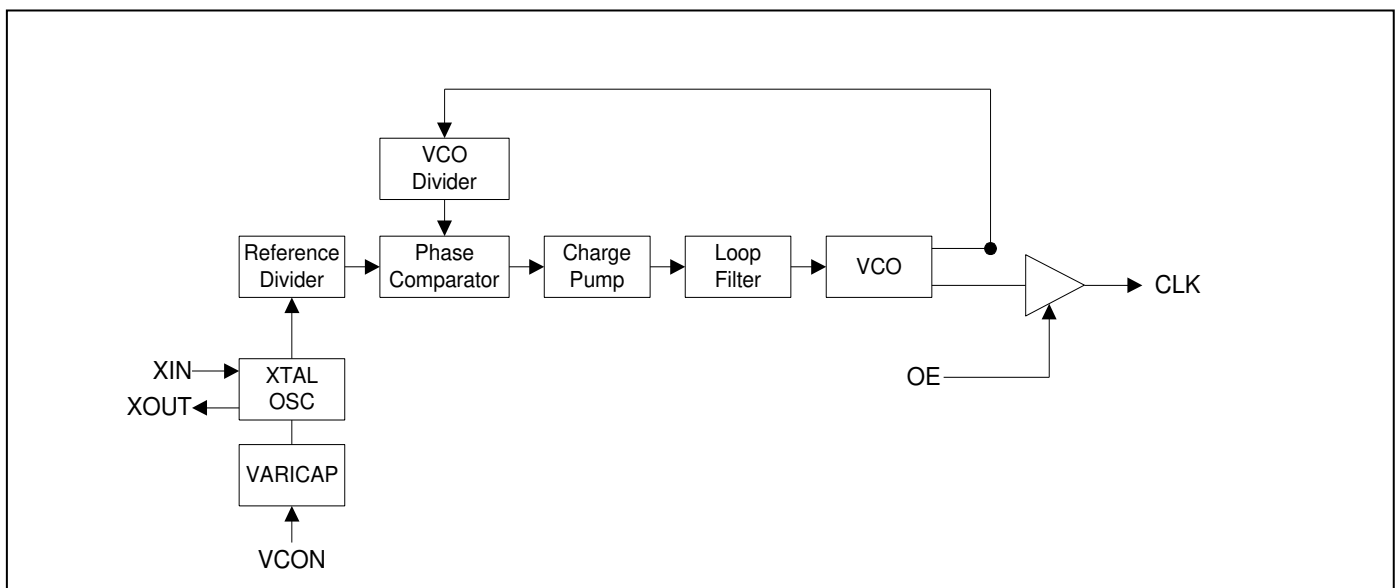 VCO
Divider
Reference
Divider
Phase
Comparator
Charge
Pump
Loop
Filter
VCO
CLK
XIN
XOUT
XTAL
OSC
OE
VARICAP
VCON